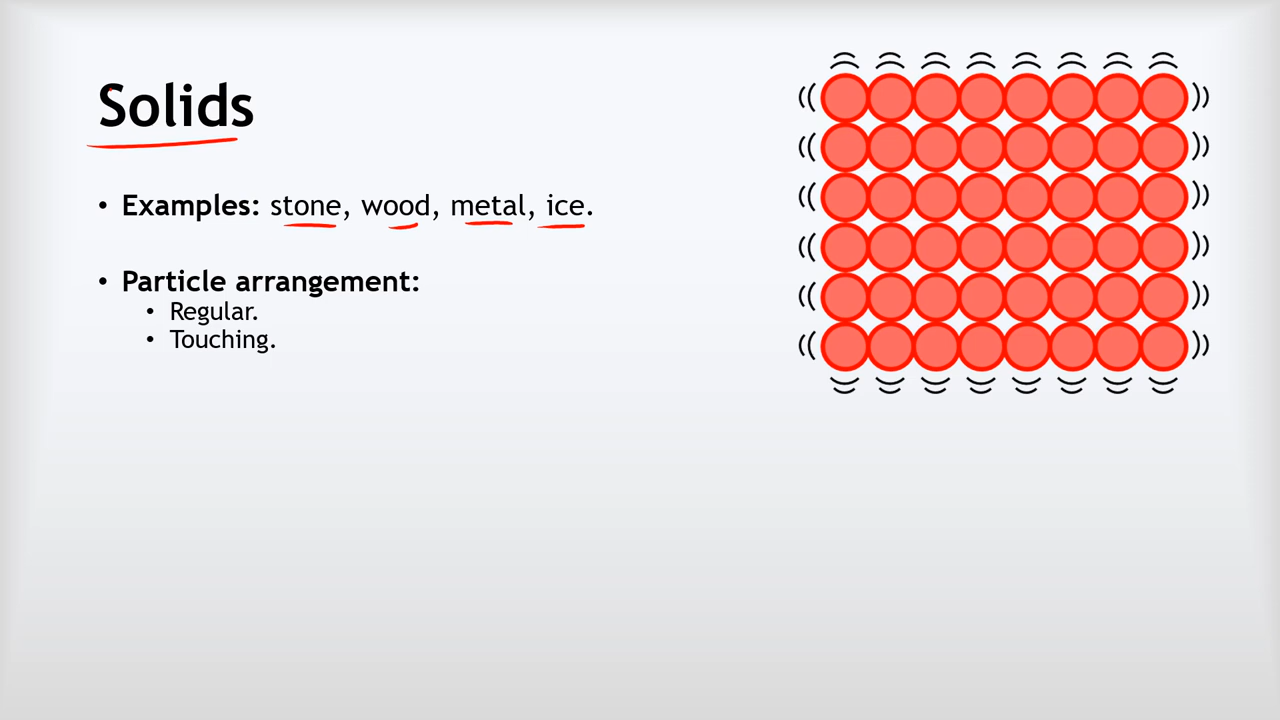 Solids
• Examples: stone, wood, metal, ice.
• Particle arrangement:
• Regular.
• Touching.